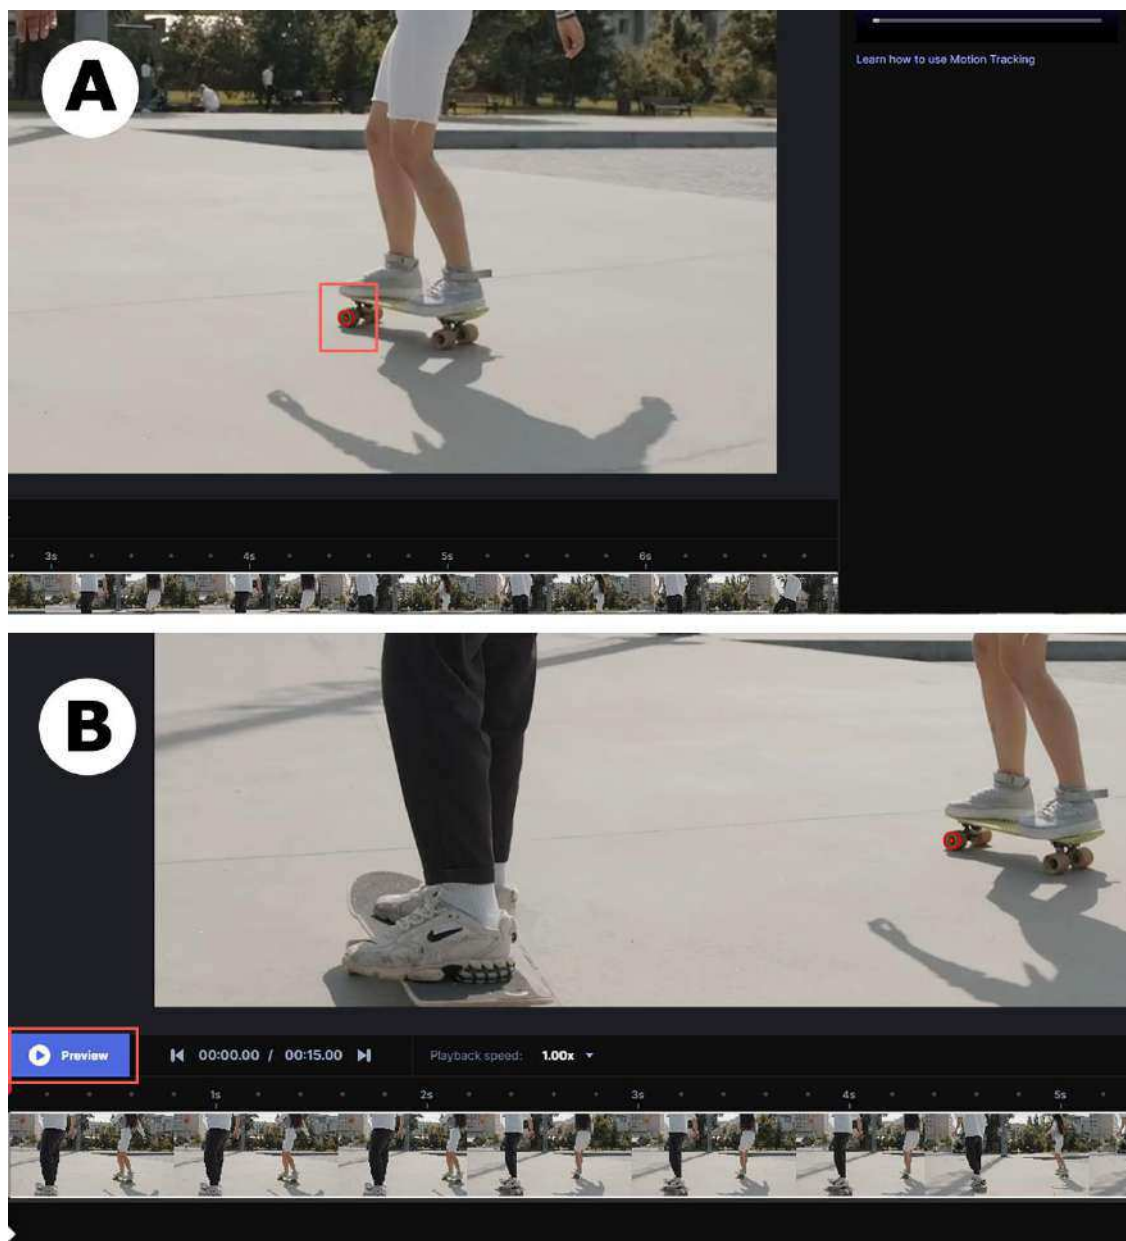 A
Learn how to use Motion Tracking
3s 4s 5s 6s
B
Preview 00:00.00 / 00:15.00 Playback speed: 1.00x
1s 2s 3s 4s 5s